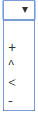 +
^
<
-